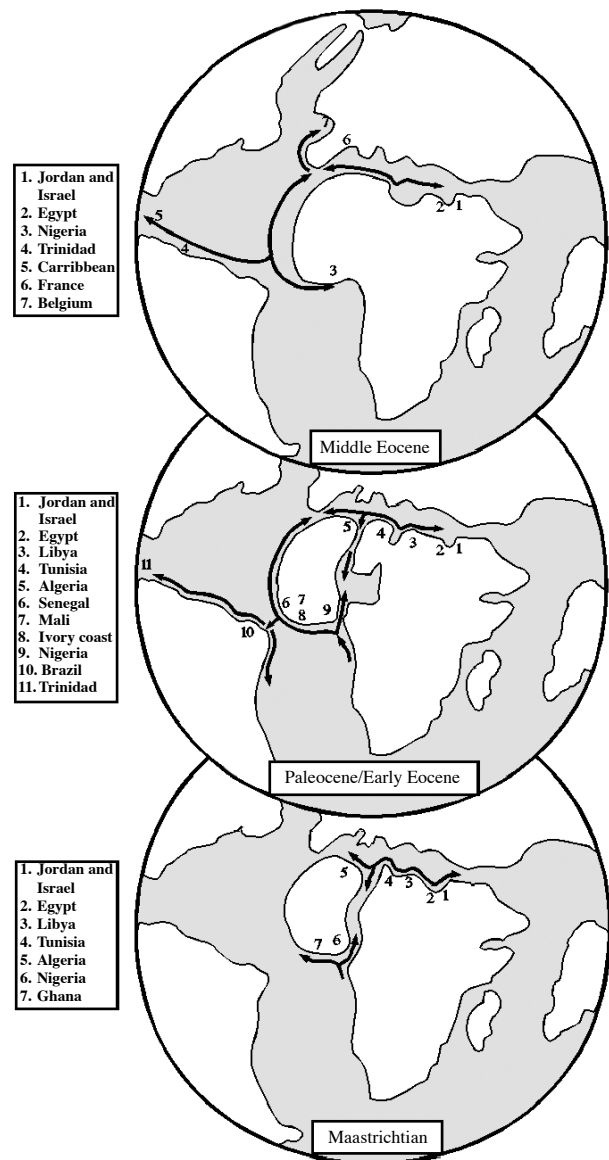 1. Jordan and
Israel
2. Egypt
3. Nigeria
4. Trinidad
5. Carribbean
6. France
7. Belgium
7
6
5
4
3
2
1
Middle Eocene
1. Jordan and
Israel
2. Egypt
3. Libya
4. Tunisia
5. Algeria
6. Senegal
7. Mali
8. Ivory coast
9. Nigeria
10. Brazil
11. Trinidad
5
4
3
2
1
11
6
7
8
9
10
Paleocene/Early Eocene
1. Jordan and
Israel
2. Egypt
3. Libya
4. Tunisia
5. Algeria
6. Nigeria
7. Ghana
5
4
3
2
1
7
6
Maastrichtian